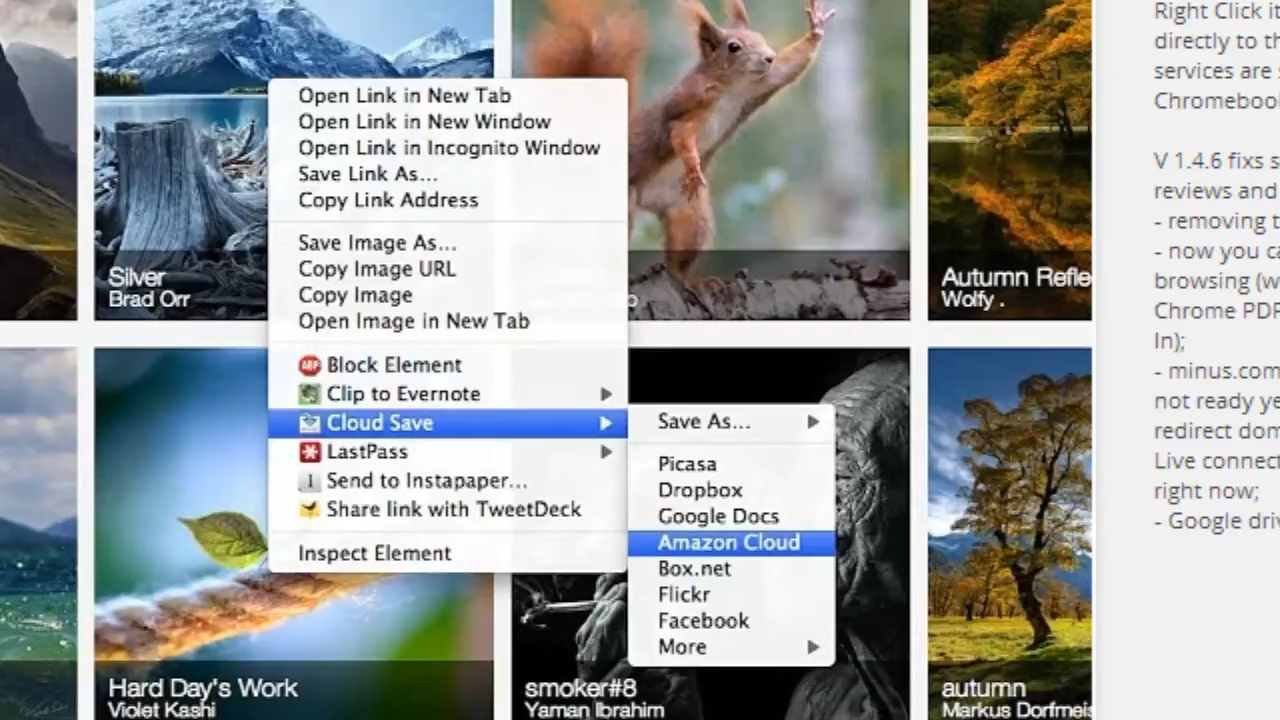 Silver
Brad Orr
Autumn Refle
Wolfy .
Open Link in New Tab
Open Link in New Window
Open Link in Incognito Window
Save Link As...
Copy Link Address
Save Image As...
Copy Image URL
Copy Image
Open Image in New Tab
Block Element
Clip to Evernote
Cloud Save
LastPass
Send to Instapaper...
Share link with TweetDeck
Inspect Element
Save As...
Picasa
Dropbox
Google Docs
Amazon Cloud
Box.net
Flickr
Facebook
More
Hard Day's Work
Violet Kashi
smoker#8
Yaman Ibrahim
autumn
Markus Dorfmeis
Right Click it
directly to th
services are s
Chromebook
V 1.4.6 fixs s
reviews and
- removing t
- now you ca
browsing (w
Chrome PDF
In);
- minus.com
not ready ye
redirect dom
Live connect
right now;
- Google driv